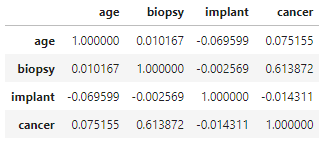 age biopsy implant cancer
age 1.000000 0.010167 -0.069599 0.075155
biopsy 0.010167 1.000000 -0.002569 0.613872
implant -0.069599 -0.002569 1.000000 -0.014311
cancer 0.075155 0.613872 -0.014311 1.000000